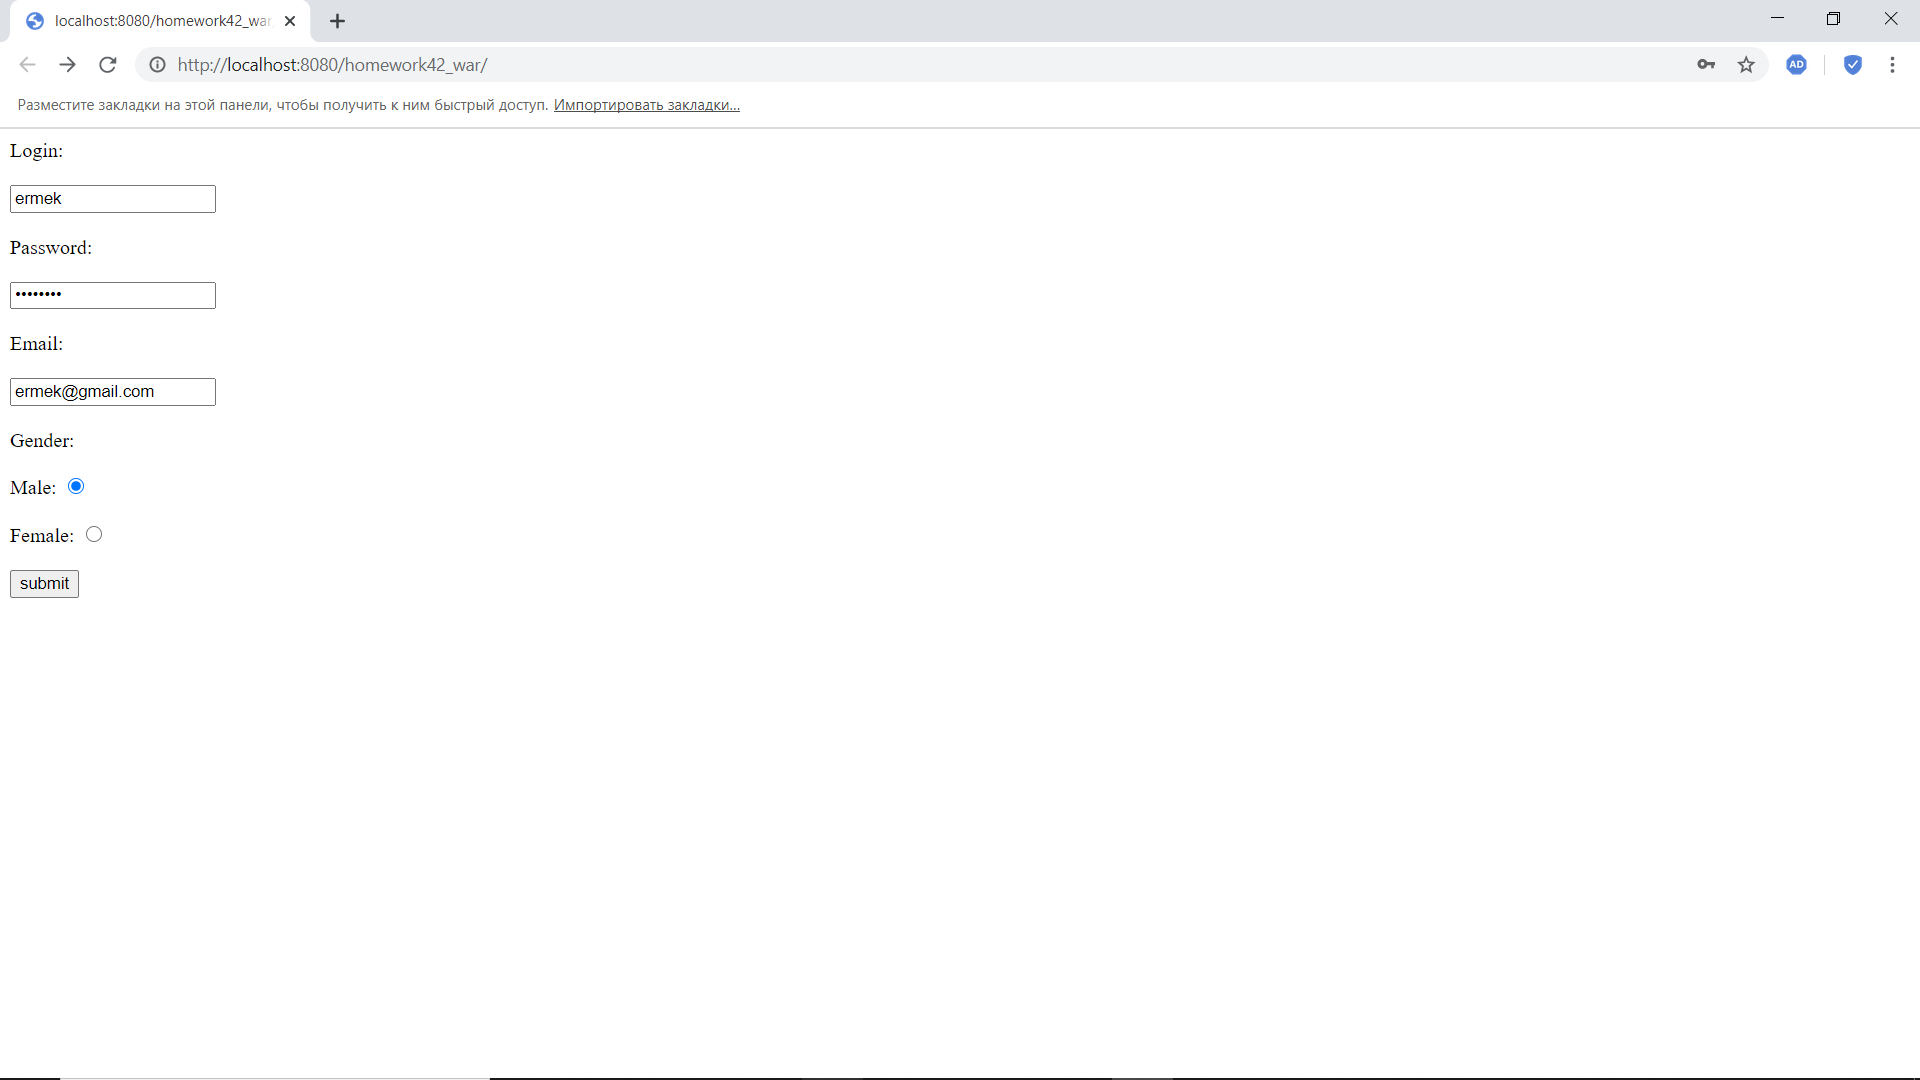 localhost:8080/homework42_war
http://localhost:8080/homework42_war/
AD
Разместите закладки на этой панели, чтобы получить к ним быстрый доступ. Импортировать закладки...
Login:
ermek
Password:
••••••••
Email:
ermek@gmail.com
Gender:
Male:
Female:
submit